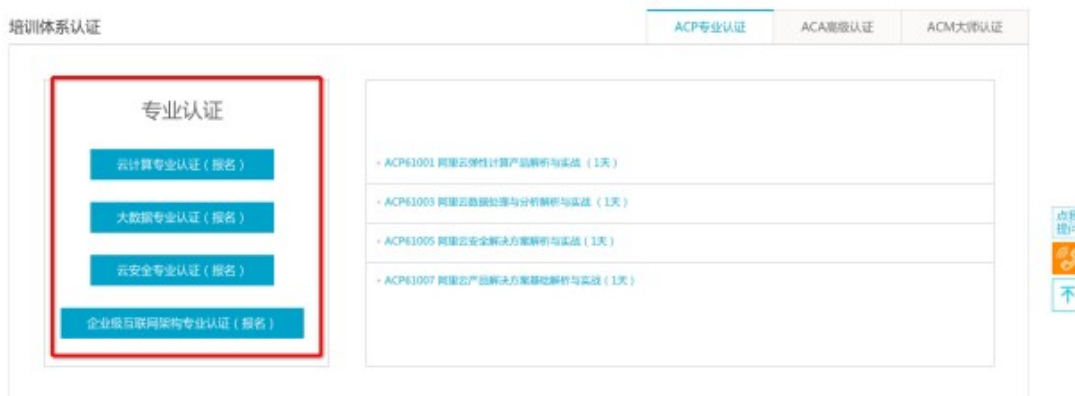 培训体系认证
ACP专业认证
ACA高级认证
ACM大师认证
专业认证
云计算专业认证（报名）
大数据专业认证（报名）
云安全专业认证（报名）
企业级互联网架构专业认证（报名）
ACP61001 阿里云弹性计算产品解析与实战（1天）
ACP61003 阿里云数据处理与分析解析与实战（1天）
ACP61005 阿里云安全解决方案解析与实战（1天）
ACP61007 阿里云产品解决方案基础解析与实战（1天）